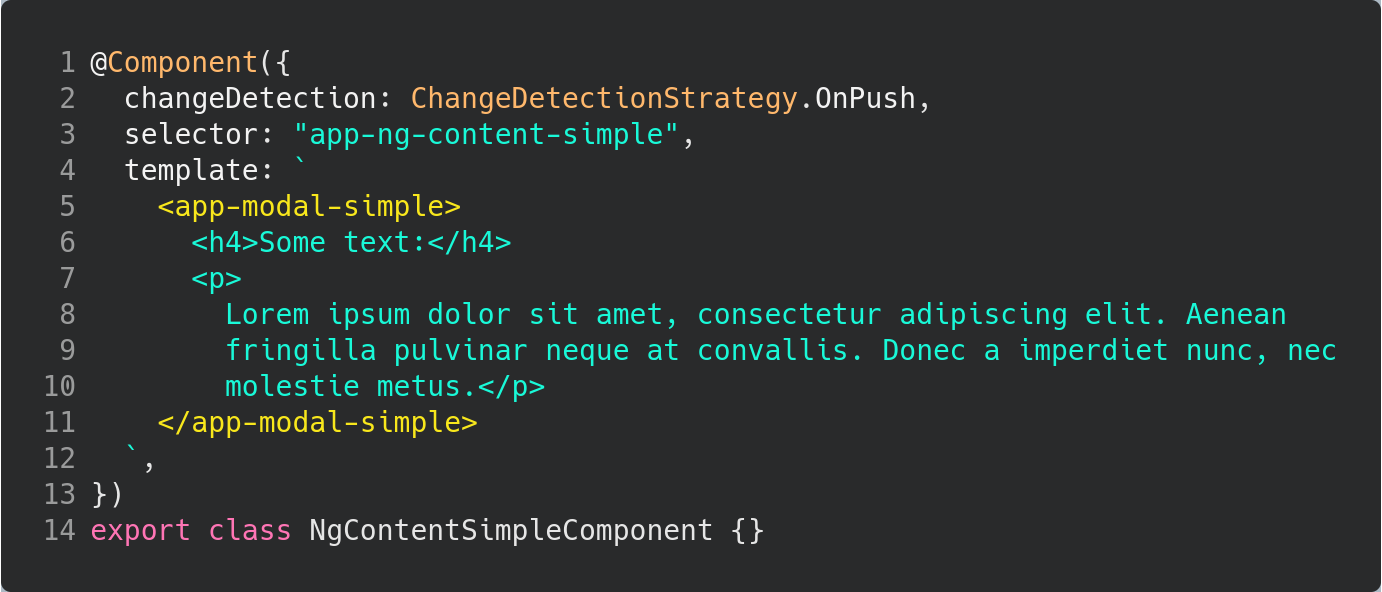 1 @Component({
2   changeDetection: ChangeDetectionStrategy.OnPush,
3   selector: "app-ng-content-simple",
4   template: `
5     <app-modal-simple>
6       <h4>Some text:</h4>
7       <p>
8         Lorem ipsum dolor sit amet, consectetur adipiscing elit. Aenean
9         fringilla pulvinar neque at convallis. Donec a imperdiet nunc, nec
10         molestie metus.</p>
11     </app-modal-simple>
12   `,
13 })
14 export class NgContentSimpleComponent {}